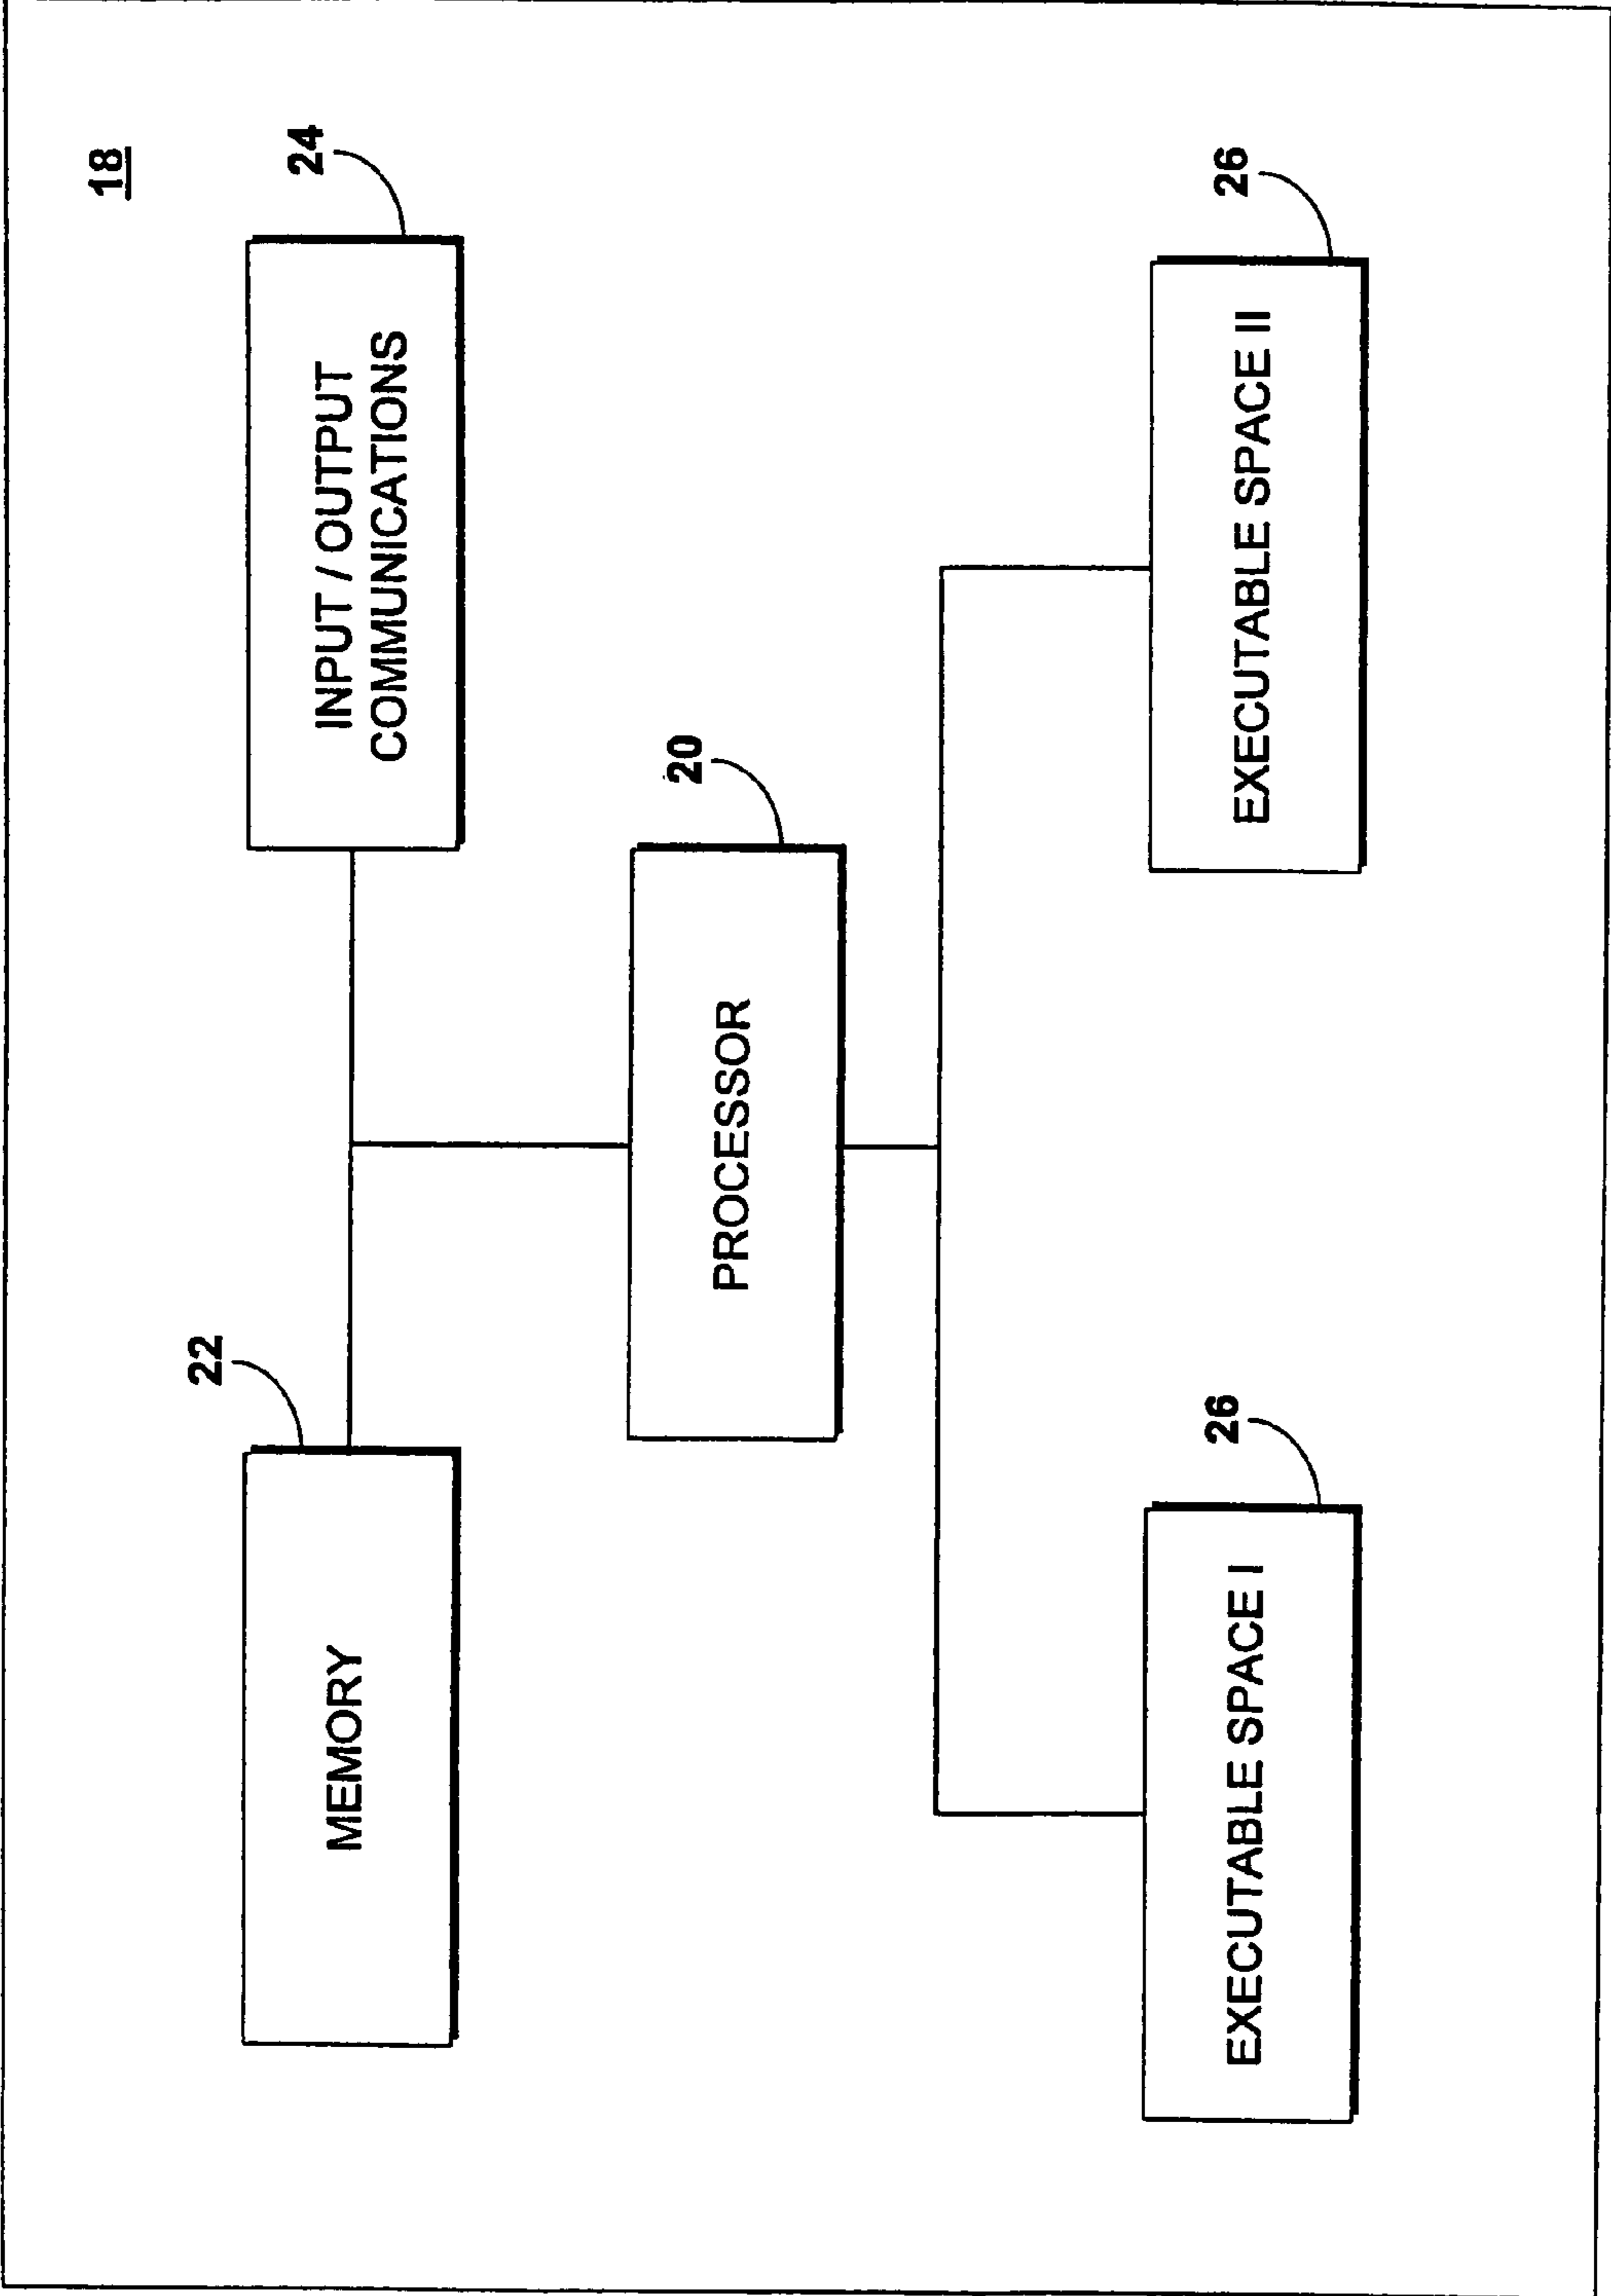 18
22
24
MEMORY
INPUT / OUTPUT
COMMUNICATIONS
20
PROCESSOR
26
26
EXECUTABLE SPACE I
EXECUTABLE SPACE II